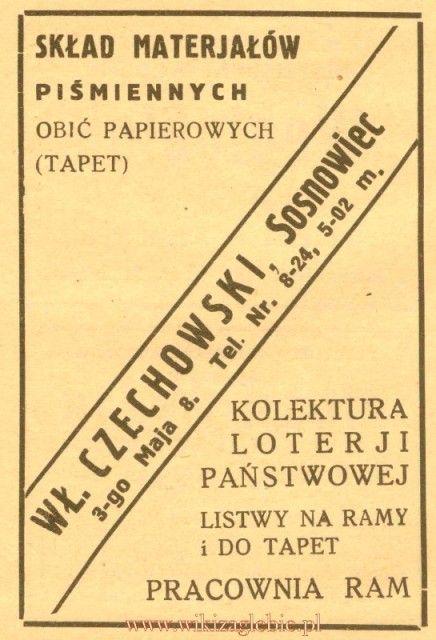 SKŁAD MATERJAŁÓW
PIŚMIENNYCH
OBIĆ PAPIEROWYCH
(TAPET)
WŁ. CZECHOWSKI, Sosnowiec
3-go Maja 8. Tel. Nr. 8-24, 5-02 m.
KOLEKTURA
LOTERJI
PAŃSTWOWEJ
LISTWY NA RAMY
i DO TAPET
PRACOWNIA RAM
www.wikizaglebie.pl